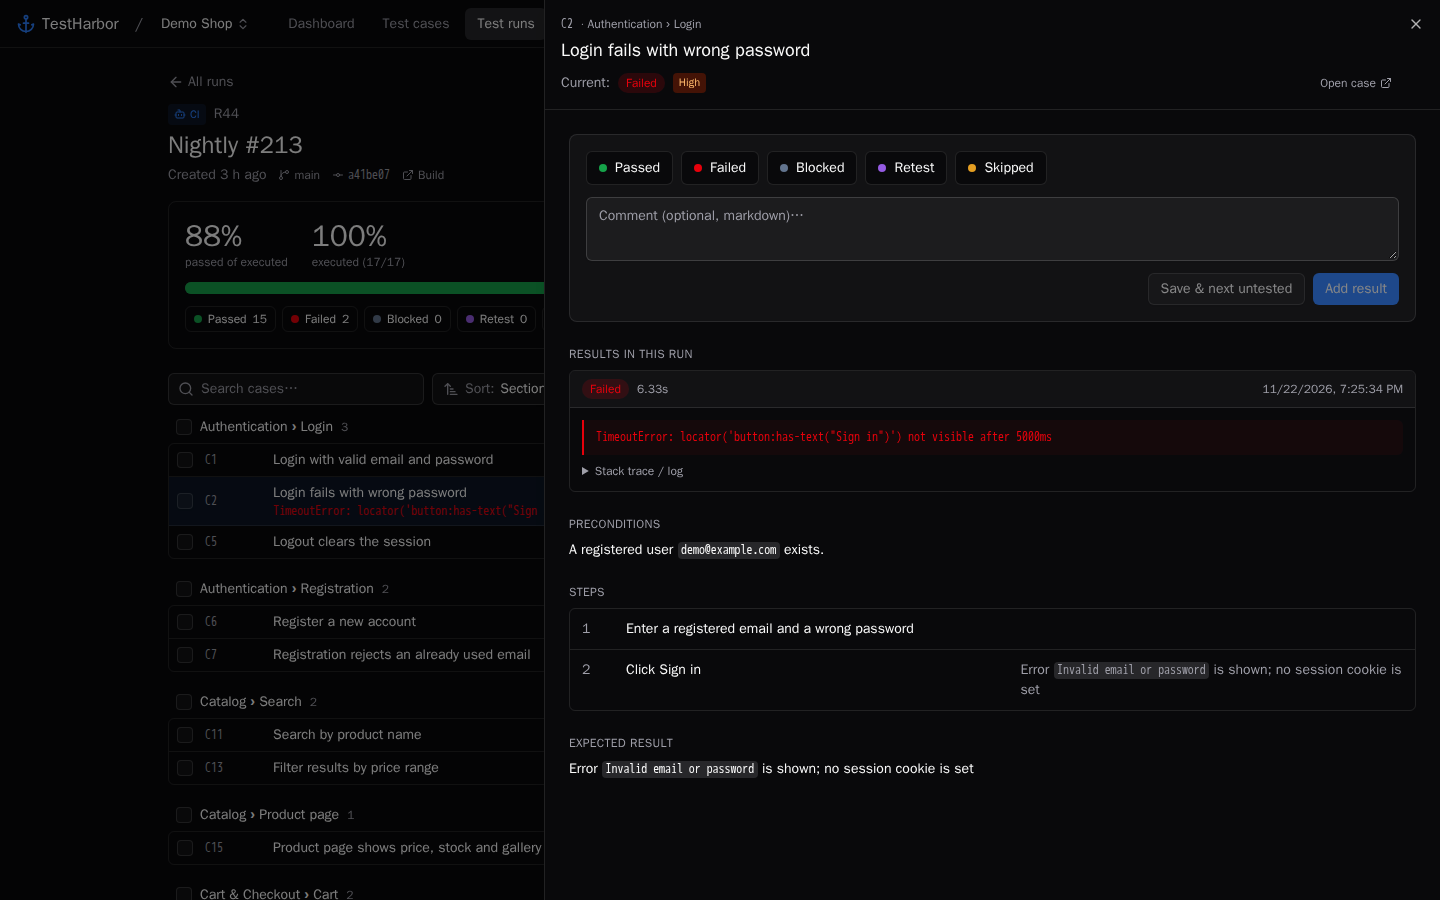 TestHarbor / Demo Shop Dashboard Test cases Test runs
All runs
CI R44
Nightly #213
Created 3 h ago main a41be07 Build
88% 100%
passed of executed executed (17/17)
Passed 15 Failed 2 Blocked 0 Retest 0
Search cases… Sort: Section
Authentication › Login 3
C1 Login with valid email and password
C2 Login fails with wrong password
TimeoutError: locator('button:has-text("Sign
C5 Logout clears the session
Authentication › Registration 2
C6 Register a new account
C7 Registration rejects an already used email
Catalog › Search 2
C11 Search by product name
C13 Filter results by price range
Catalog › Product page 1
C15 Product page shows price, stock and gallery
Cart & Checkout › Cart 2
C2 · Authentication › Login
Login fails with wrong password
Current: Failed High Open case
Passed Failed Blocked Retest Skipped
Comment (optional, markdown)…
Save & next untested Add result
RESULTS IN THIS RUN
Failed 6.33s 11/22/2026, 7:25:34 PM
TimeoutError: locator('button:has-text("Sign in")') not visible after 5000ms
Stack trace / log
PRECONDITIONS
A registered user demo@example.com exists.
STEPS
1 Enter a registered email and a wrong password
2 Click Sign in Error Invalid email or password is shown; no session cookie is
set
EXPECTED RESULT
Error Invalid email or password is shown; no session cookie is set